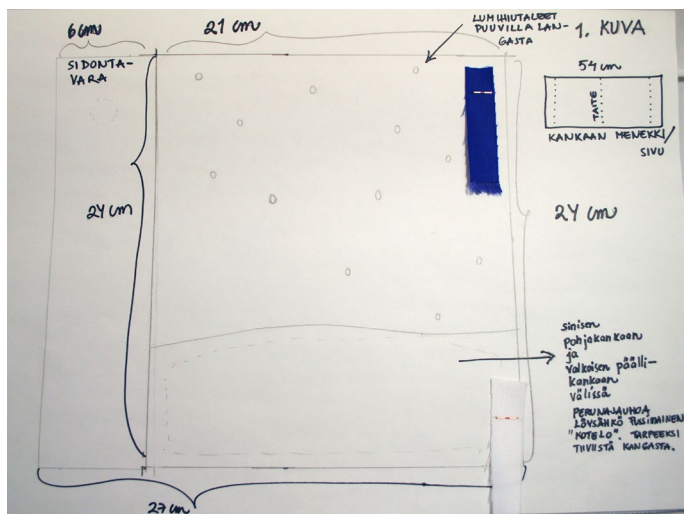 6 cm
21 cm
LUMIHIUTALEET
PUUVILLA LAN-
GASTA
1. KUVA
SIDONTA-
VARA
54 cm
TAITE
KANKAAN MENEKKI/
SIVU
24 cm
24 cm
sinisen
pohjakankaan
ja
valkoisen päälli-
kankaan
välissä
PERUNAJAUHOA
LÖYSÄHKÖ PUSSIMAINEN
"KOTELO". TARPEEKSI
TIIVISTÄ KANGASTA.
27 cm